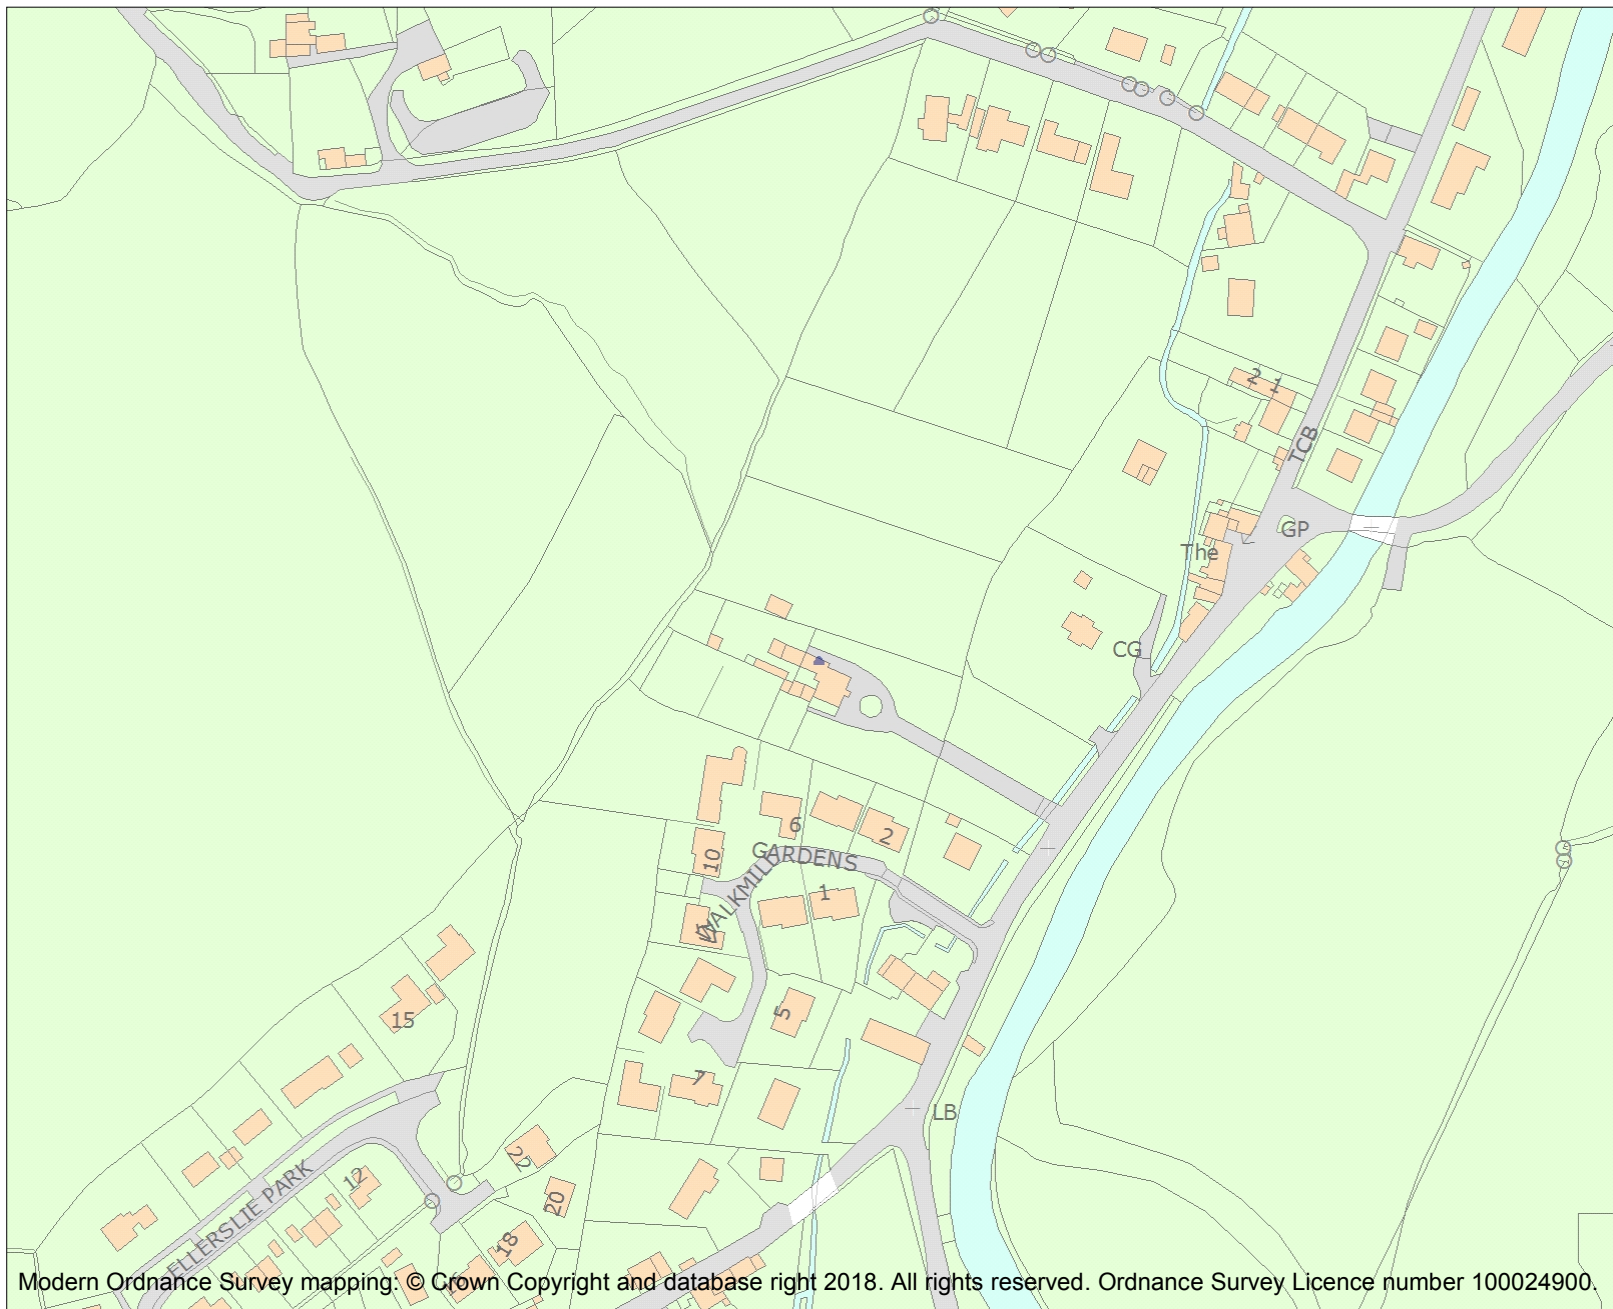 2 1
TCB
GP
The
CG
6
2
GARDENS
10
WALKMILL
1
5
15
7
LB
22
12
20
ELLERSLIE PARK
18
16
Modern Ordnance Survey mapping: © Crown Copyright and database right 2018. All rights reserved. Ordnance Survey Licence number 100024900.